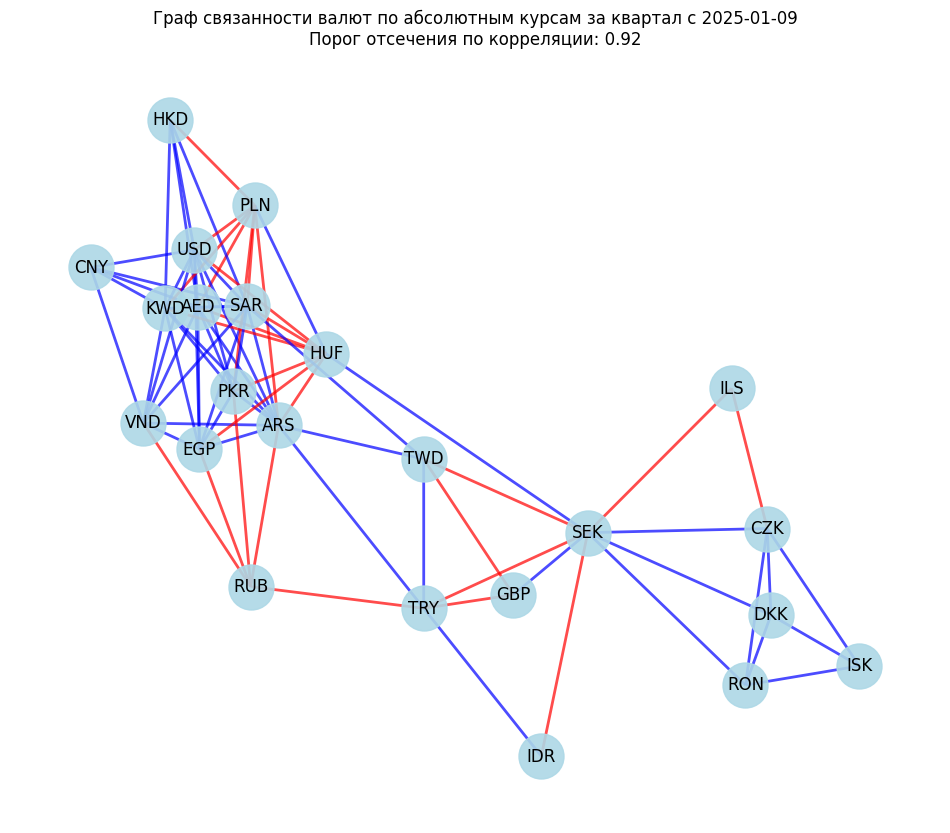 Граф связанности валют по абсолютным курсам за квартал с 2025-01-09
Порог отсечения по корреляции: 0.92
HKD
PLN
USD
CNY
KWD
AED
SAR
HUF
PKR
ILS
VND
ARS
EGP
TWD
SEK
CZK
RUB
GBP
TRY
DKK
ISK
RON
IDR